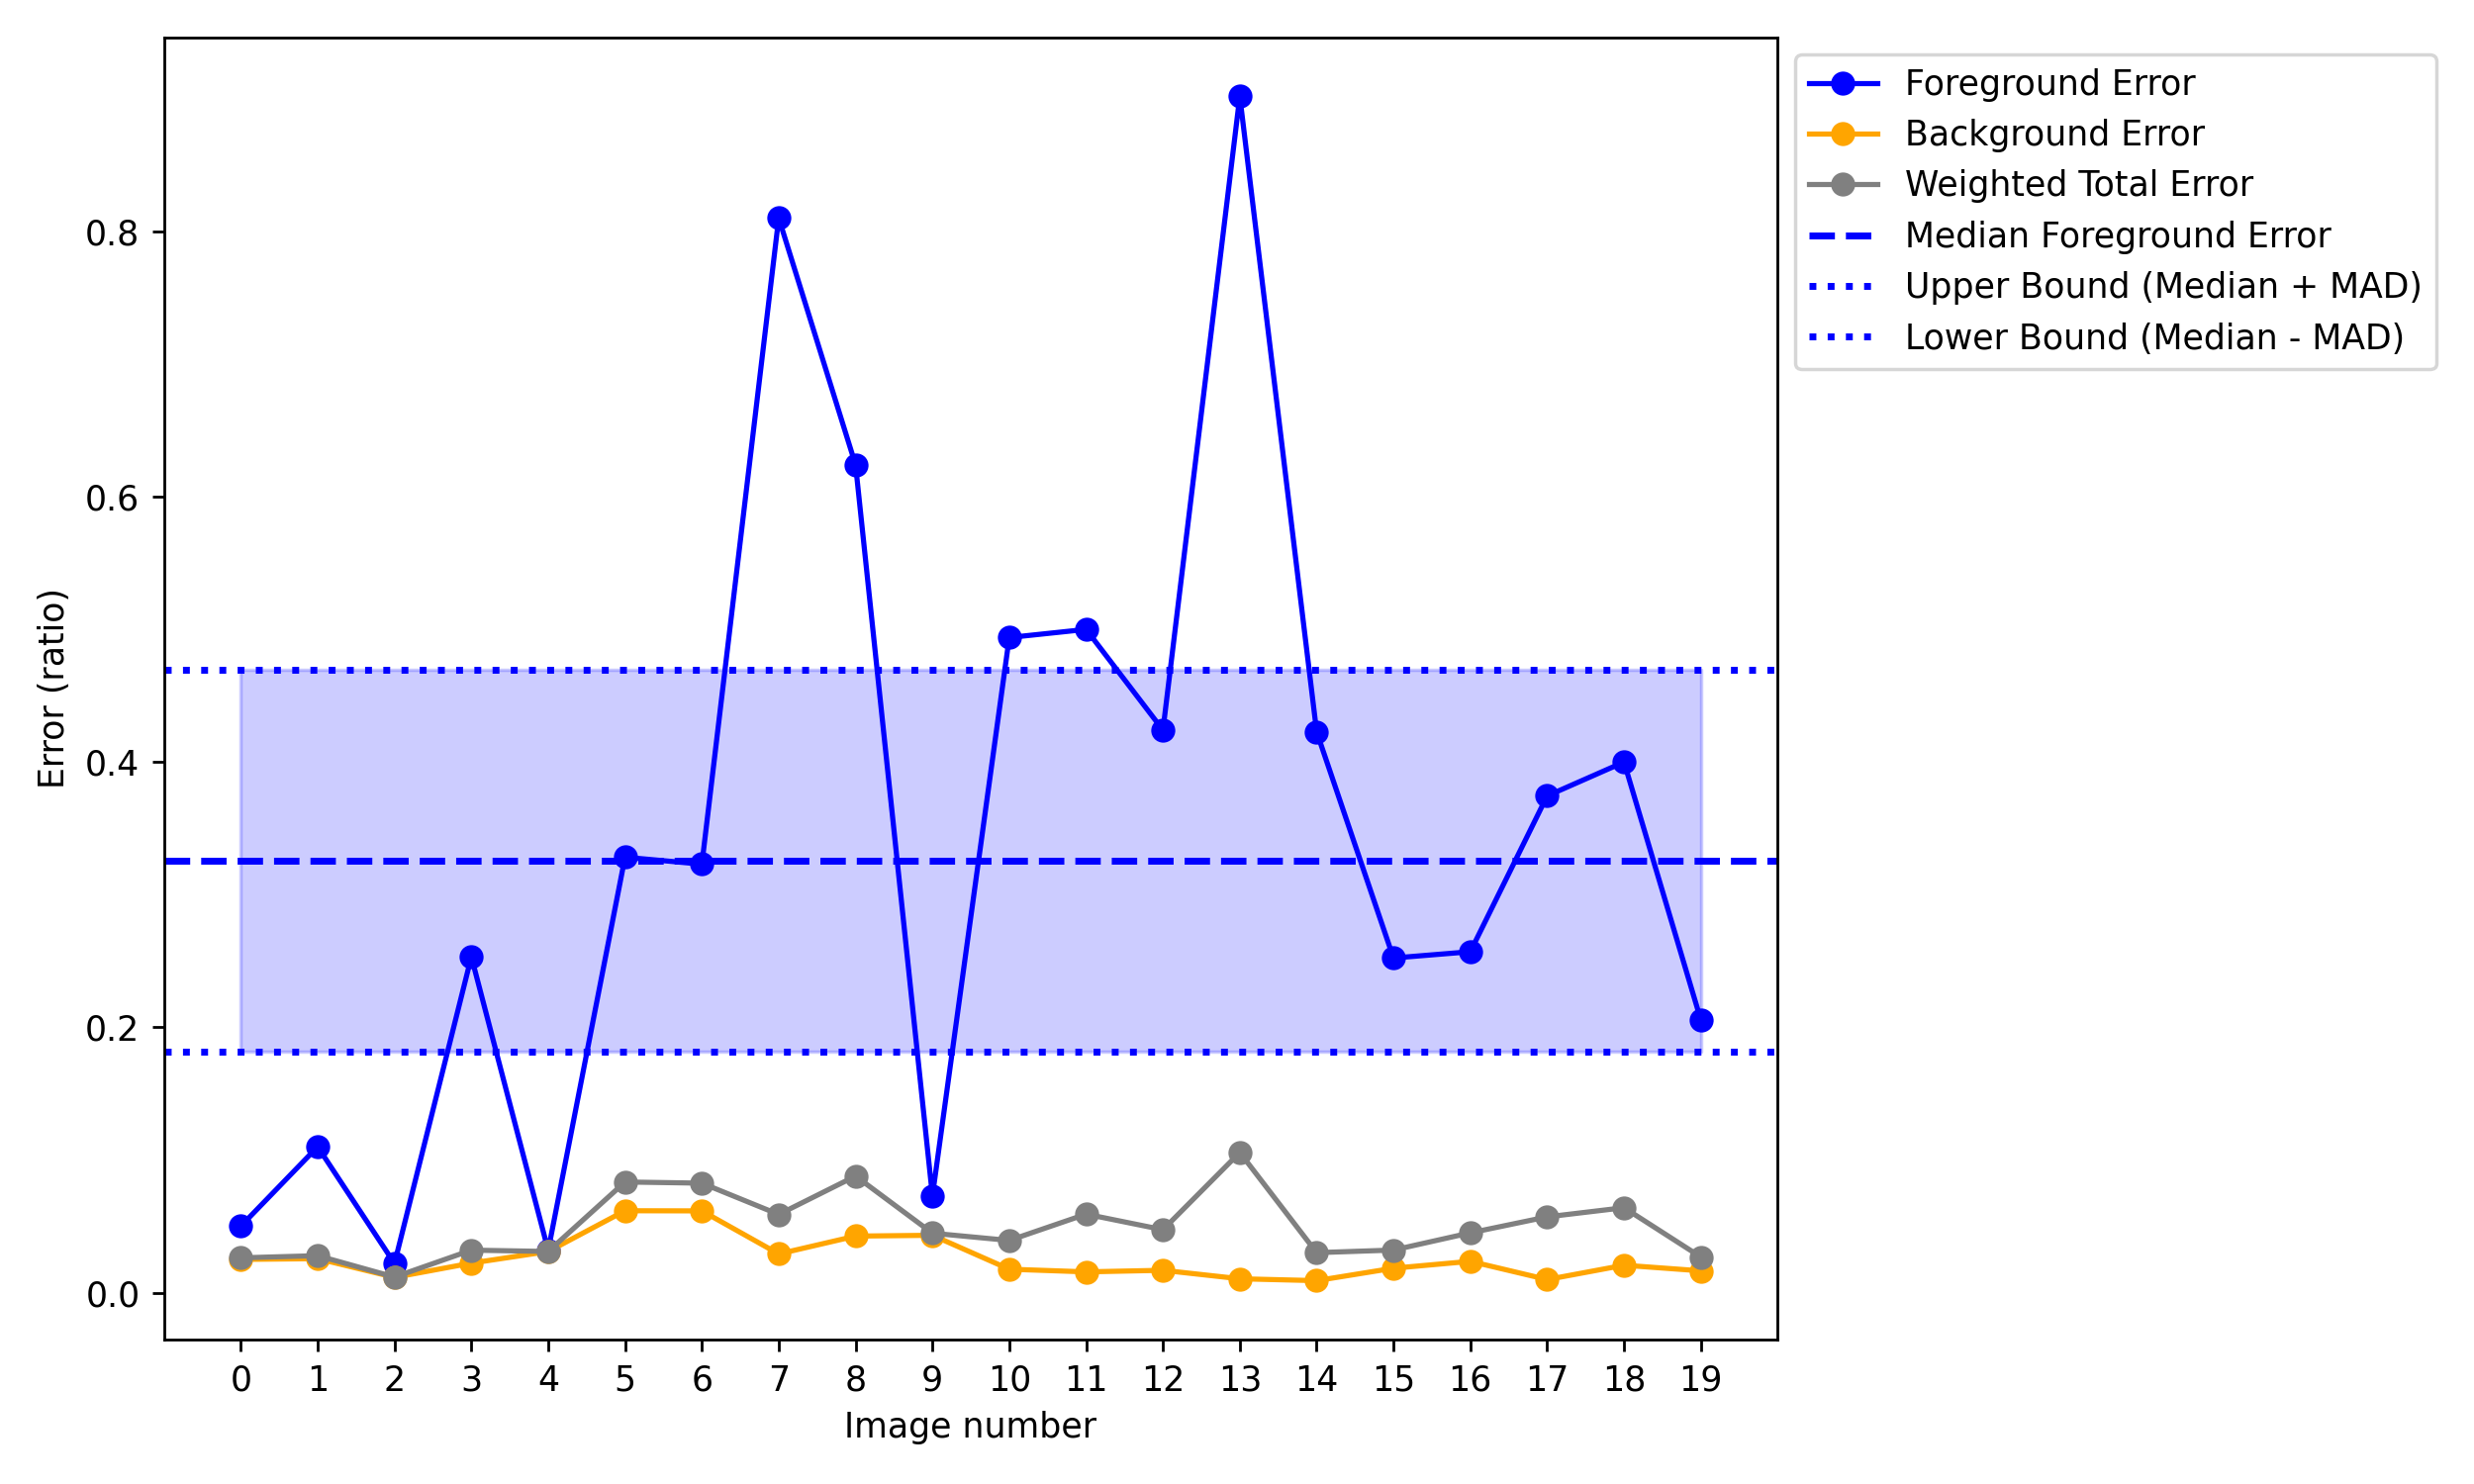 Foreground Error
Background Error
Weighted Total Error
Median Foreground Error
Upper Bound (Median + MAD)
Lower Bound (Median - MAD)
Error (ratio)
0.8
0.6
0.4
0.2
0.0
0 1 2 3 4 5 6 7 8 9 10 11 12 13 14 15 16 17 18 19
Image number